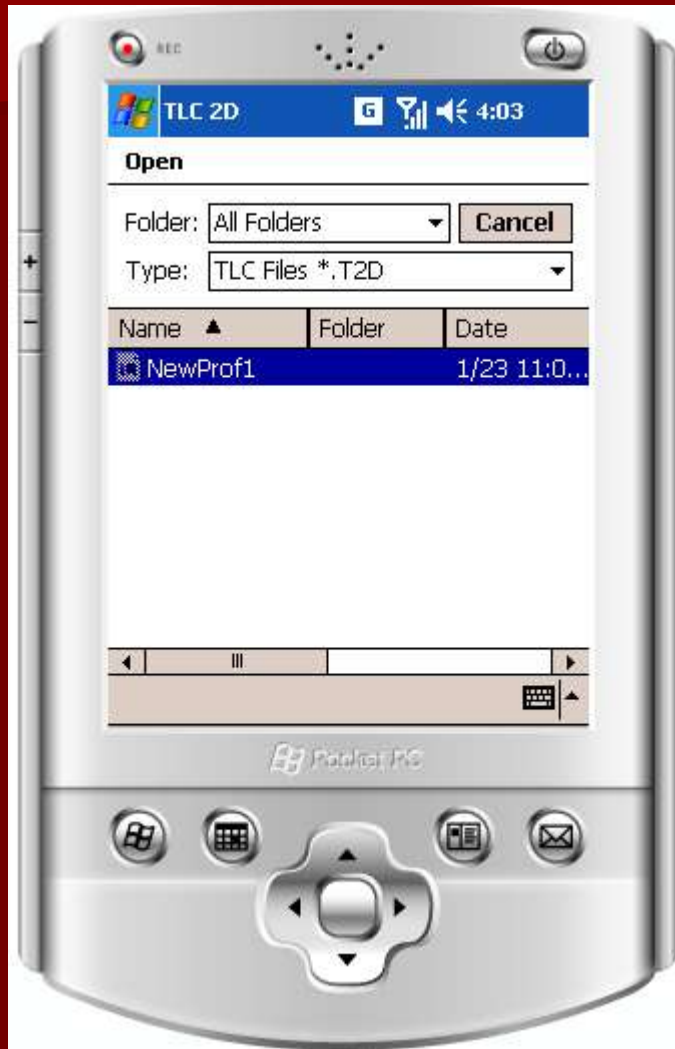 REC
TLC 2D G 4:03
Open
Folder: All Folders Cancel
Type: TLC Files *.T2D
Name ▲ Folder Date
NewProf1 1/23 11:0...
Pocket PC